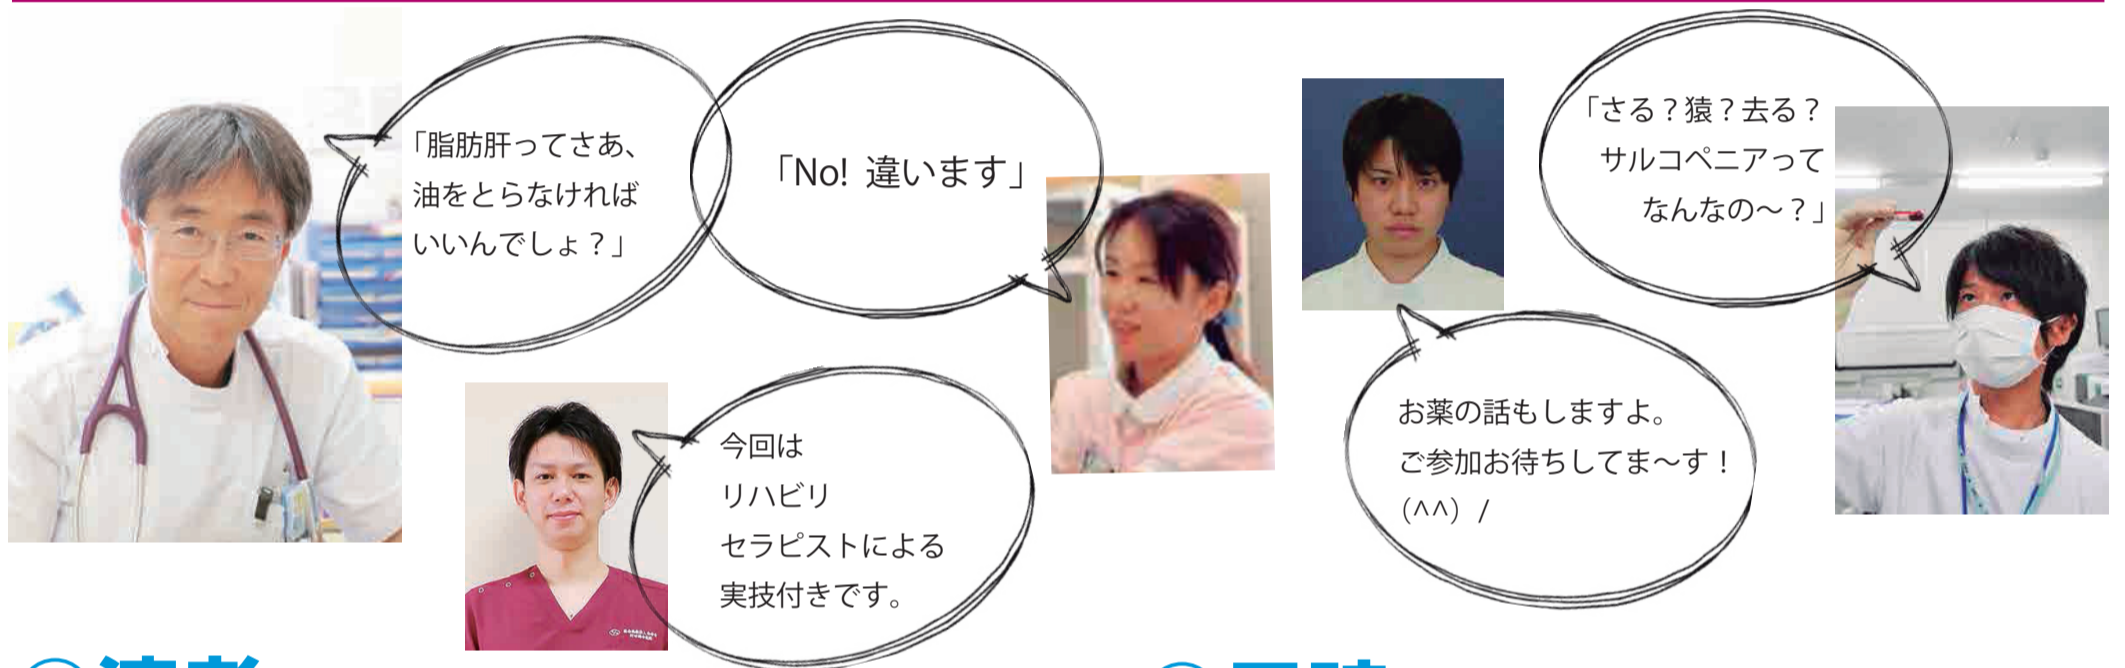 「脂肪肝ってさあ、
油をとらなければ
いいんでしょ？」
「No! 違います」
「さる？猿？去る？
サルコペニアって
なんなの～？」
今回は
リハビリ
セラピストによる
実技付きです。
お薬の話もしますよ。
ご参加お待ちしてま～す！
（^^）/